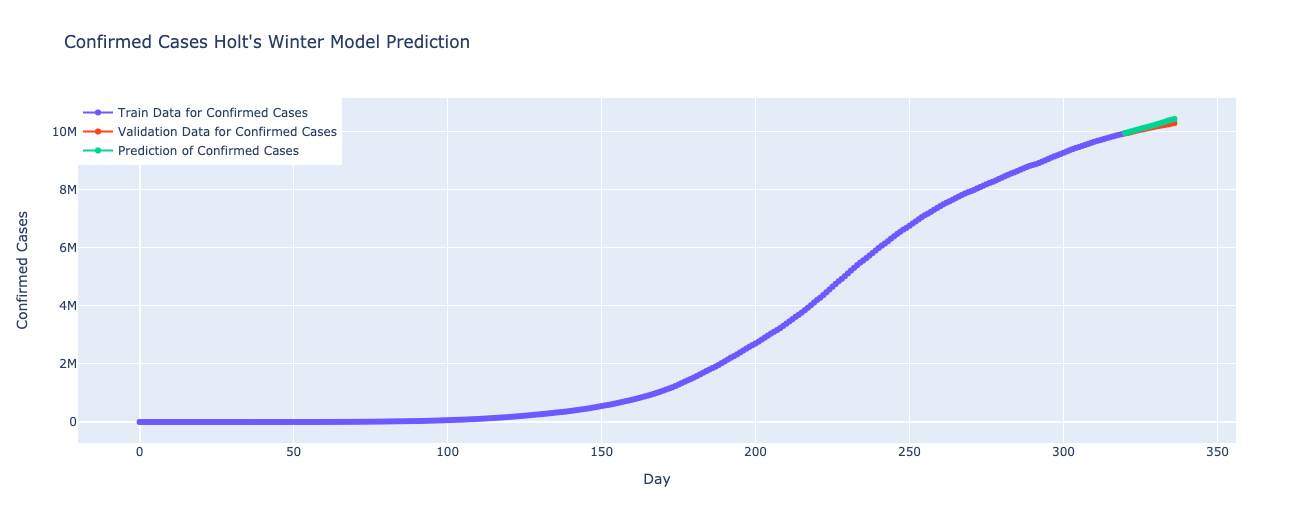 Confirmed Cases Holt's Winter Model Prediction
Train Data for Confirmed Cases
Validation Data for Confirmed Cases
Prediction of Confirmed Cases
10M
8M
6M
4M
2M
0
Confirmed Cases
0 50 100 150 200 250 300 350
Day